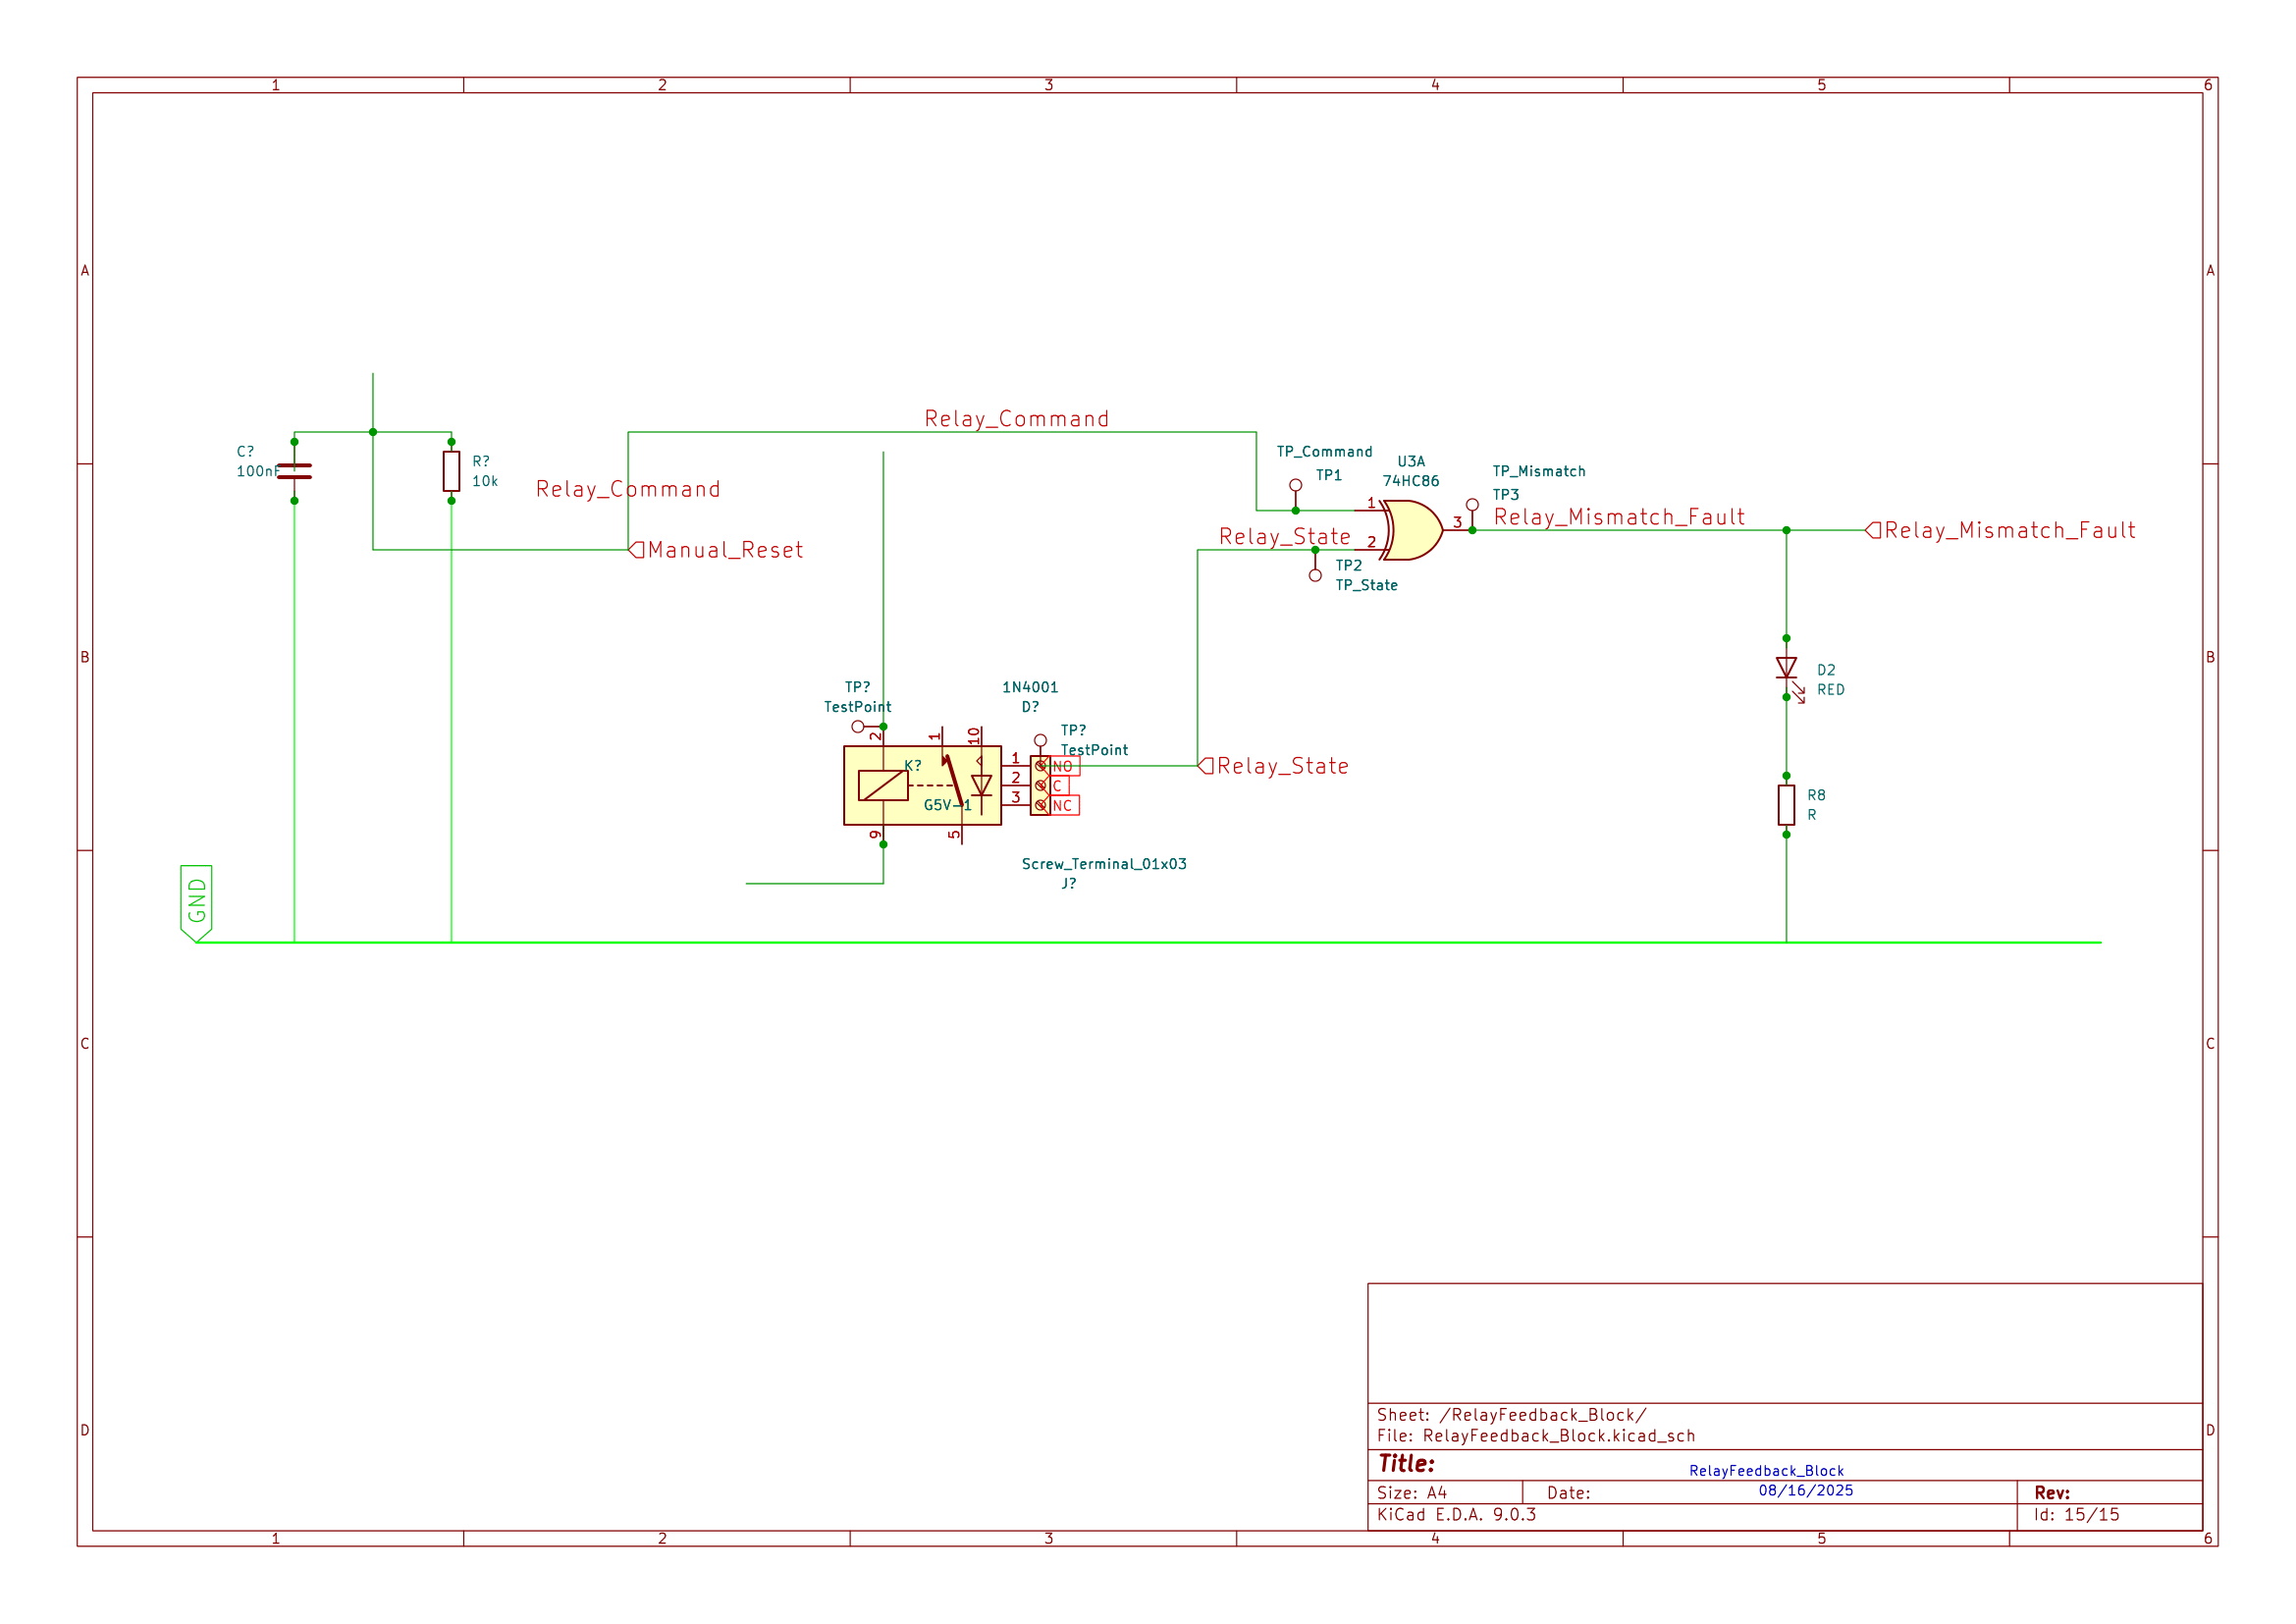 1 2 3 4 5 6
A A
Relay_Command
C?
100nF
R?
10k
Relay_Command
TP_Command
TP1
U3A
74HC86
TP_Mismatch
TP3
1
2
3
Relay_Mismatch_Fault
Relay_Mismatch_Fault
Relay_State
Manual_Reset
TP2
TP_State
B B
D2
RED
TP?
TestPoint
1N4001
D?
TP?
TestPoint
2
1
10
K?
G5V-1
9
5
1
2
3
NO
C
NC
Relay_State
R8
R
Screw_Terminal_01x03
J?
GND
C C
D D
Sheet: /RelayFeedback_Block/
File: RelayFeedback_Block.kicad_sch
Title:
RelayFeedback_Block
Size: A4
Date:
08/16/2025
Rev:
KiCad E.D.A. 9.0.3
Id: 15/15
1 2 3 4 5 6